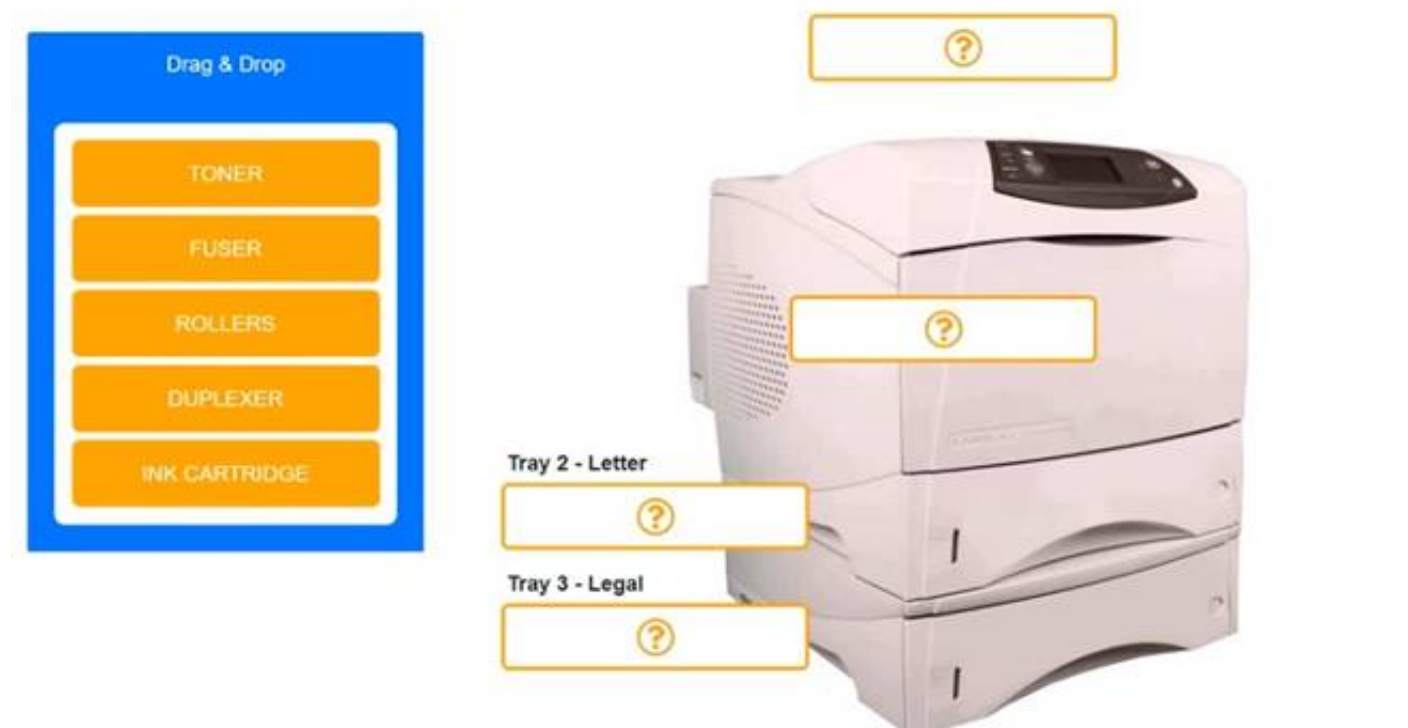 Drag & Drop
TONER
FUSER
ROLLERS
DUPLEXER
INK CARTRIDGE
?
?
Tray 2 - Letter
?
Tray 3 - Legal
?